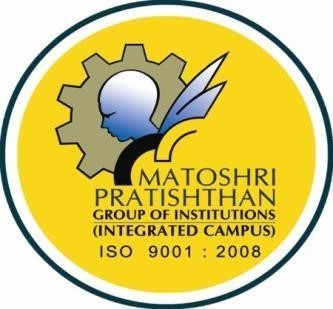 MATOSHRI
PRATISHTHAN
GROUP OF INSTITUTIONS
(INTEGRATED CAMPUS)
ISO 9001 : 2008